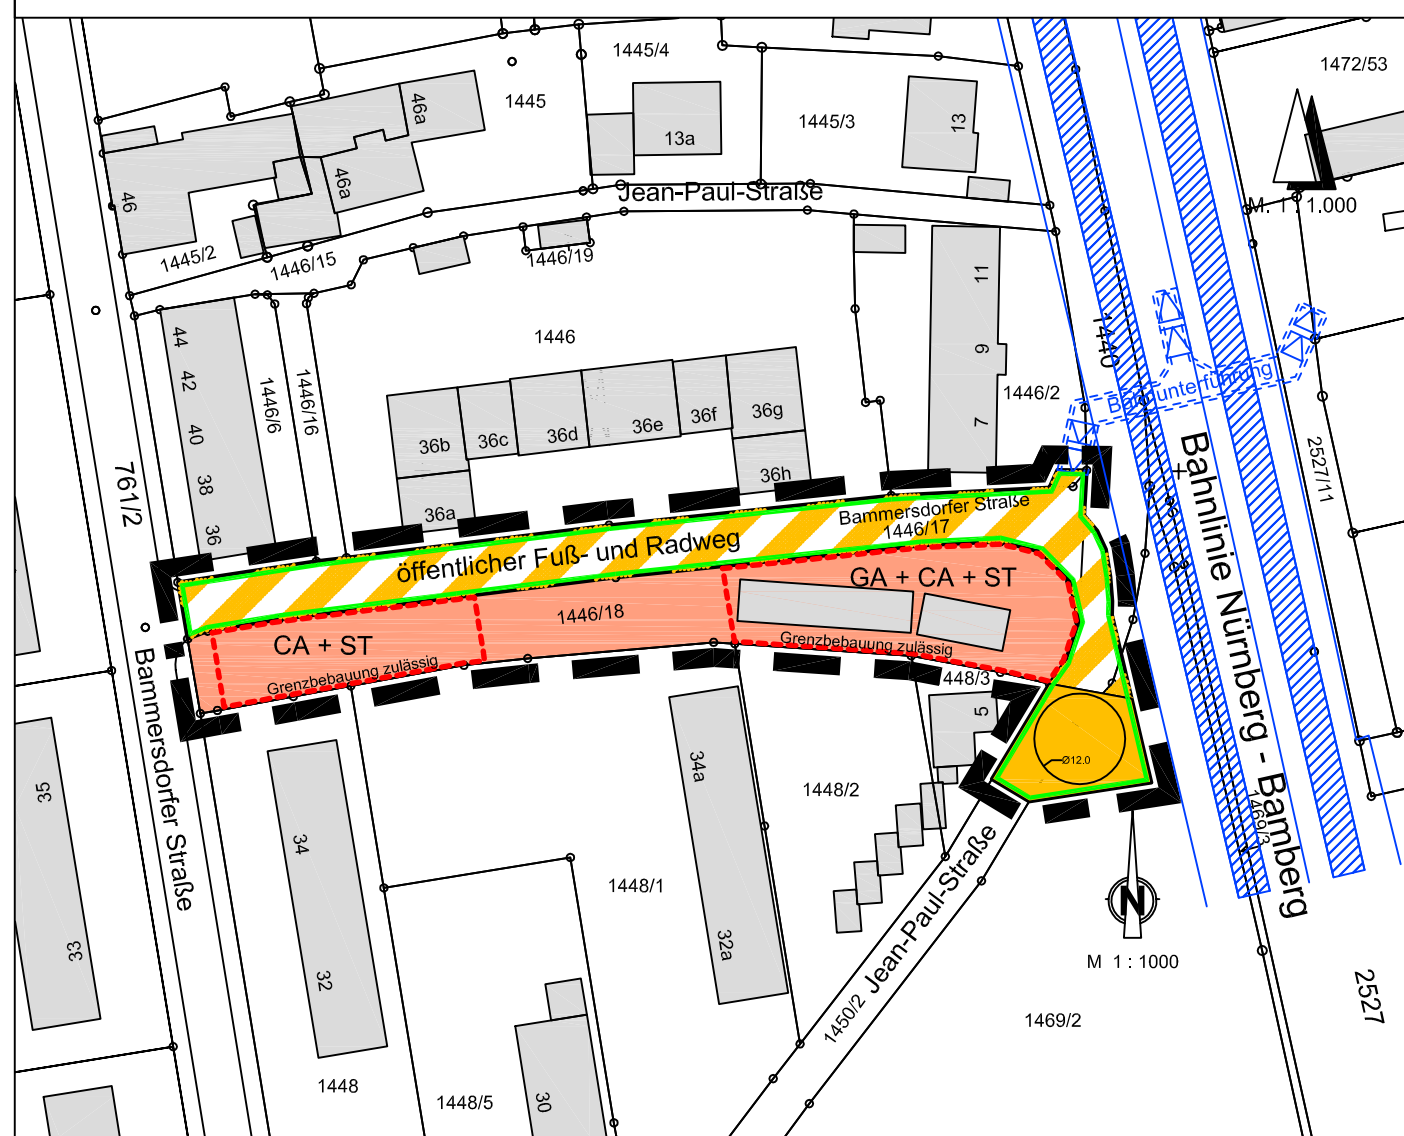 1445/4
1472/53
1445
1445/3
46a
13a
13
46a
46
Jean-Paul-Straße
M. 1 : 1.000
1445/2
1446/15
1446/19
11
44
1446
1440
9
42
1446/6
1446/16
1446/2
Bahnunterführung
40
36b
36c
36d
36e
36f
36g
7
38
36h
2527/11
761/2
36
36a
Bammersdorfer Straße
1446/17
öffentlicher Fuß- und Radweg
Bahnlinie Nürnberg - Bamberg
GA + CA + ST
1446/18
CA + ST
Grenzbebauung zulässig
Grenzbebauung zulässig
448/3
5
Bammersdorfer Straße
34a
Ø12.0
35
1448/2
1469/3
34
1448/1
Jean-Paul-Straße
N
33
32a
32
M 1 : 1000
2527
1450/2
1469/2
1448
1448/5
30